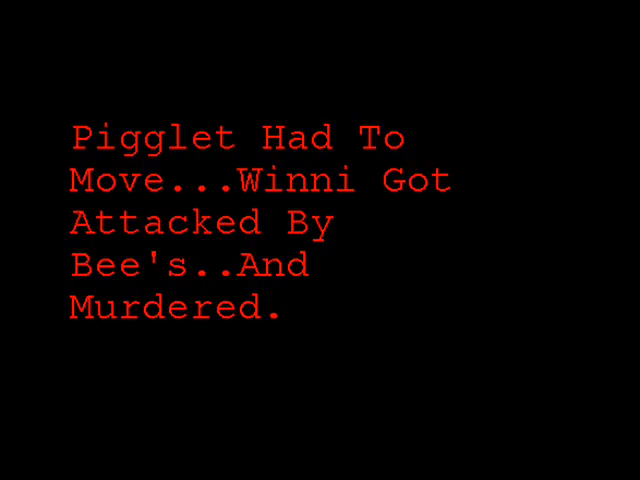 Pigglet Had To
Move...Winni Got
Attacked By
Bee's..And
Murdered.